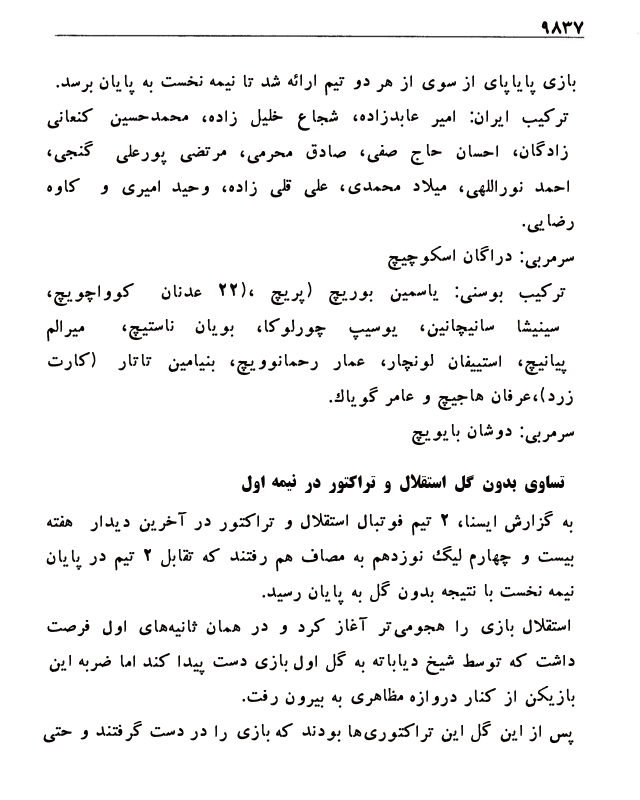 ۹۸۳۷
بازی پایاپای از سوی از هر دو تیم ارائه شد تا نیمه نخست به پایان برسد.
ترکیب ایران: امیر عابدزاده، شجاع خلیل زاده، محمدحسین کنعانی
زادگان، احسان حاج صفی، صادق محرمی، مرتضی پورعلی گنجی،
احمد نوراللهی، میلاد محمدی، علی قلی زاده، وحید امیری و کاوه
رضایی.
سرمربی: دراگان اسکوچیچ
ترکیب بوسنی: یاسمین بوریچ (پریچ ،(۲۲ عدنان کوواچویچ،
سینیشا سانیچانین، یوسیپ چورلوکا، بویان ناستیچ، میرالم
پیانیچ، استییفان لونچار، عمار رحمانوویچ، بنیامین تاتار (کارت
زرد)،عرفان هاجیچ و عامر گویاك.
سرمربی: دوشان بایویچ
تساوی بدون گل استقلال و تراکتور در نیمه اول
به گزارش ایسنا، ۲ تیم فوتبال استقلال و تراکتور در آخرین دیدار هفته
بیست و چهارم لیگ نوزدهم به مصاف هم رفتند که تقابل ۲ تیم در پایان
نیمه نخست با نتیجه بدون گل به پایان رسید.
استقلال بازی را هجومی‌تر آغاز کرد و در همان ثانیه‌های اول فرصت
داشت که توسط شیخ دیاباته به گل اول بازی دست پیدا کند اما ضربه این
بازیکن از کنار دروازه مظاهری به بیرون رفت.
پس از این گل این تراکتوری‌ها بودند که بازی را در دست گرفتند و حتی